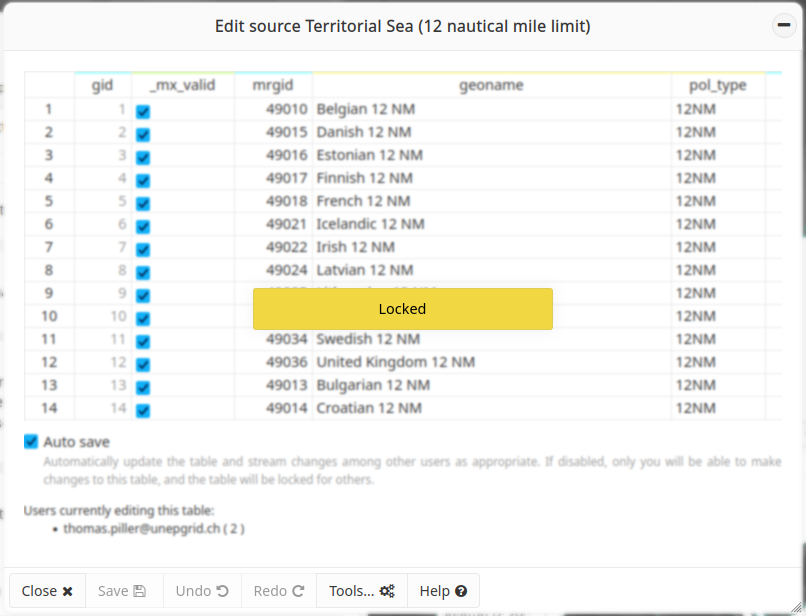 Edit source Territorial Sea (12 nautical mile limit)
gid _mx_valid mrgid geoname pol_type
1 1 49010 Belgian 12 NM 12NM
2 2 49015 Danish 12 NM 12NM
3 3 49016 Estonian 12 NM 12NM
4 4 49017 Finnish 12 NM 12NM
5 5 49018 French 12 NM 12NM
6 6 49021 Icelandic 12 NM 12NM
7 7 49022 Irish 12 NM 12NM
8 8 49024 Latvian 12 NM 12NM
9 9 12NM
Locked
10 10 12NM
11 11 49034 Swedish 12 NM 12NM
12 12 49036 United Kingdom 12 NM 12NM
13 13 49013 Bulgarian 12 NM 12NM
14 14 49014 Croatian 12 NM 12NM
Auto save
Automatically update the table and stream changes among other users as appropriate. If disabled, only you will be able to make
changes to this table, and the table will be locked for others.
Users currently editing this table:
• thomas.piller@unepgrid.ch ( 2 )
Close Save Undo Redo Tools... Help